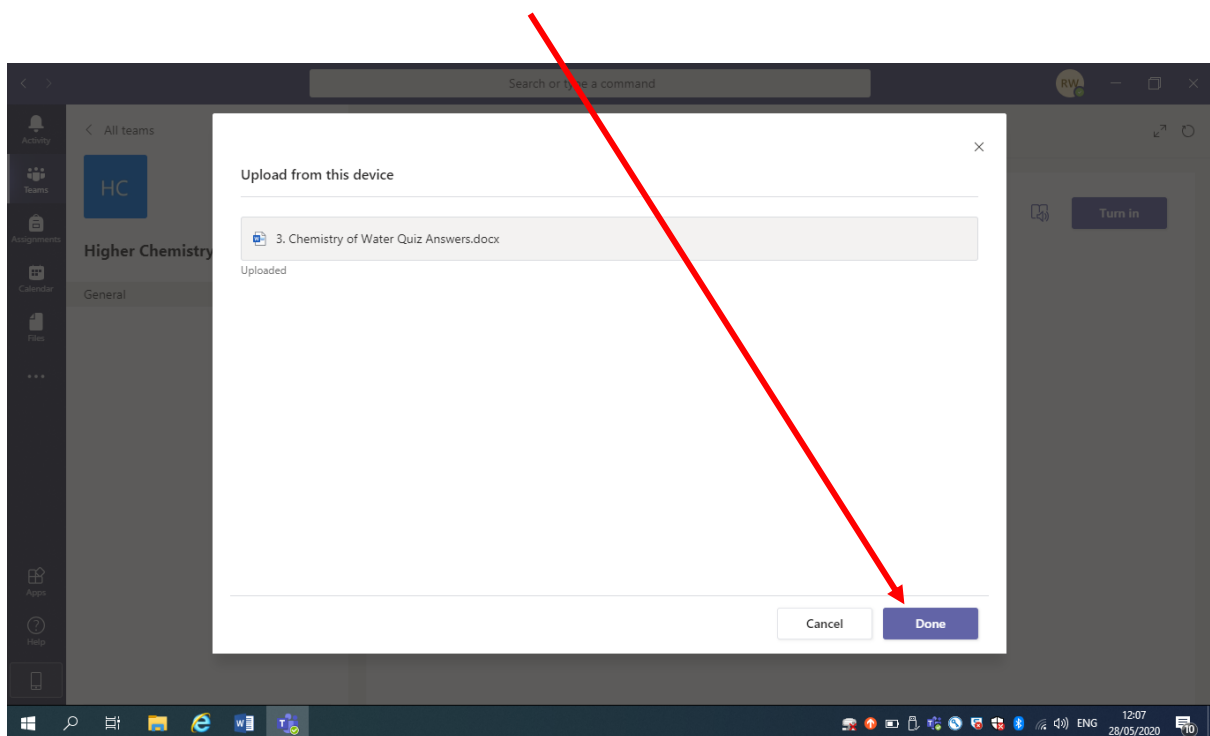 Search or type a command
RW
Activity
All teams
Upload from this device
Teams
HC
Turn in
Assignments
3. Chemistry of Water Quiz Answers.docx
Higher Chemistry
Uploaded
Calendar
General
Files
Apps
Cancel
Done
Help
ENG
12:07
28/05/2020
10